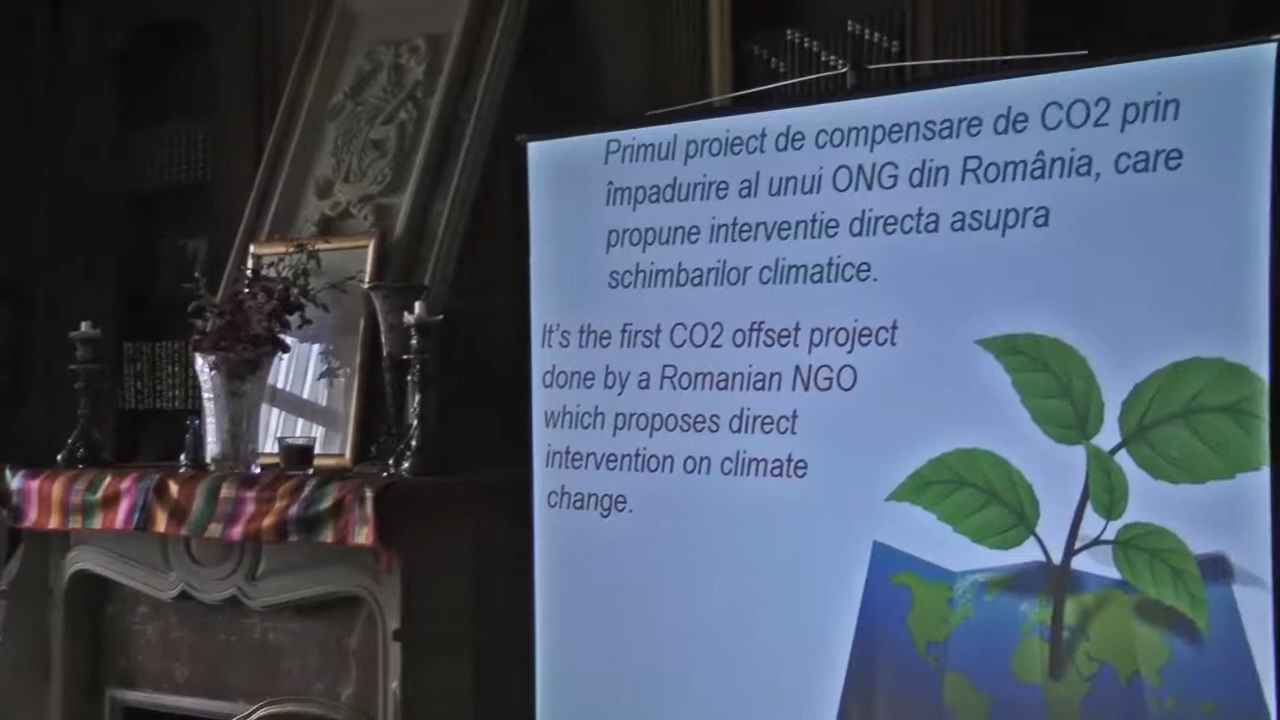 Primul proiect de compensare de CO2 prin
împadurire al unui ONG din România, care
propune interventie directa asupra
schimbarilor climatice.
It's the first CO2 offset project
done by a Romanian NGO
which proposes direct
intervention on climate
change.